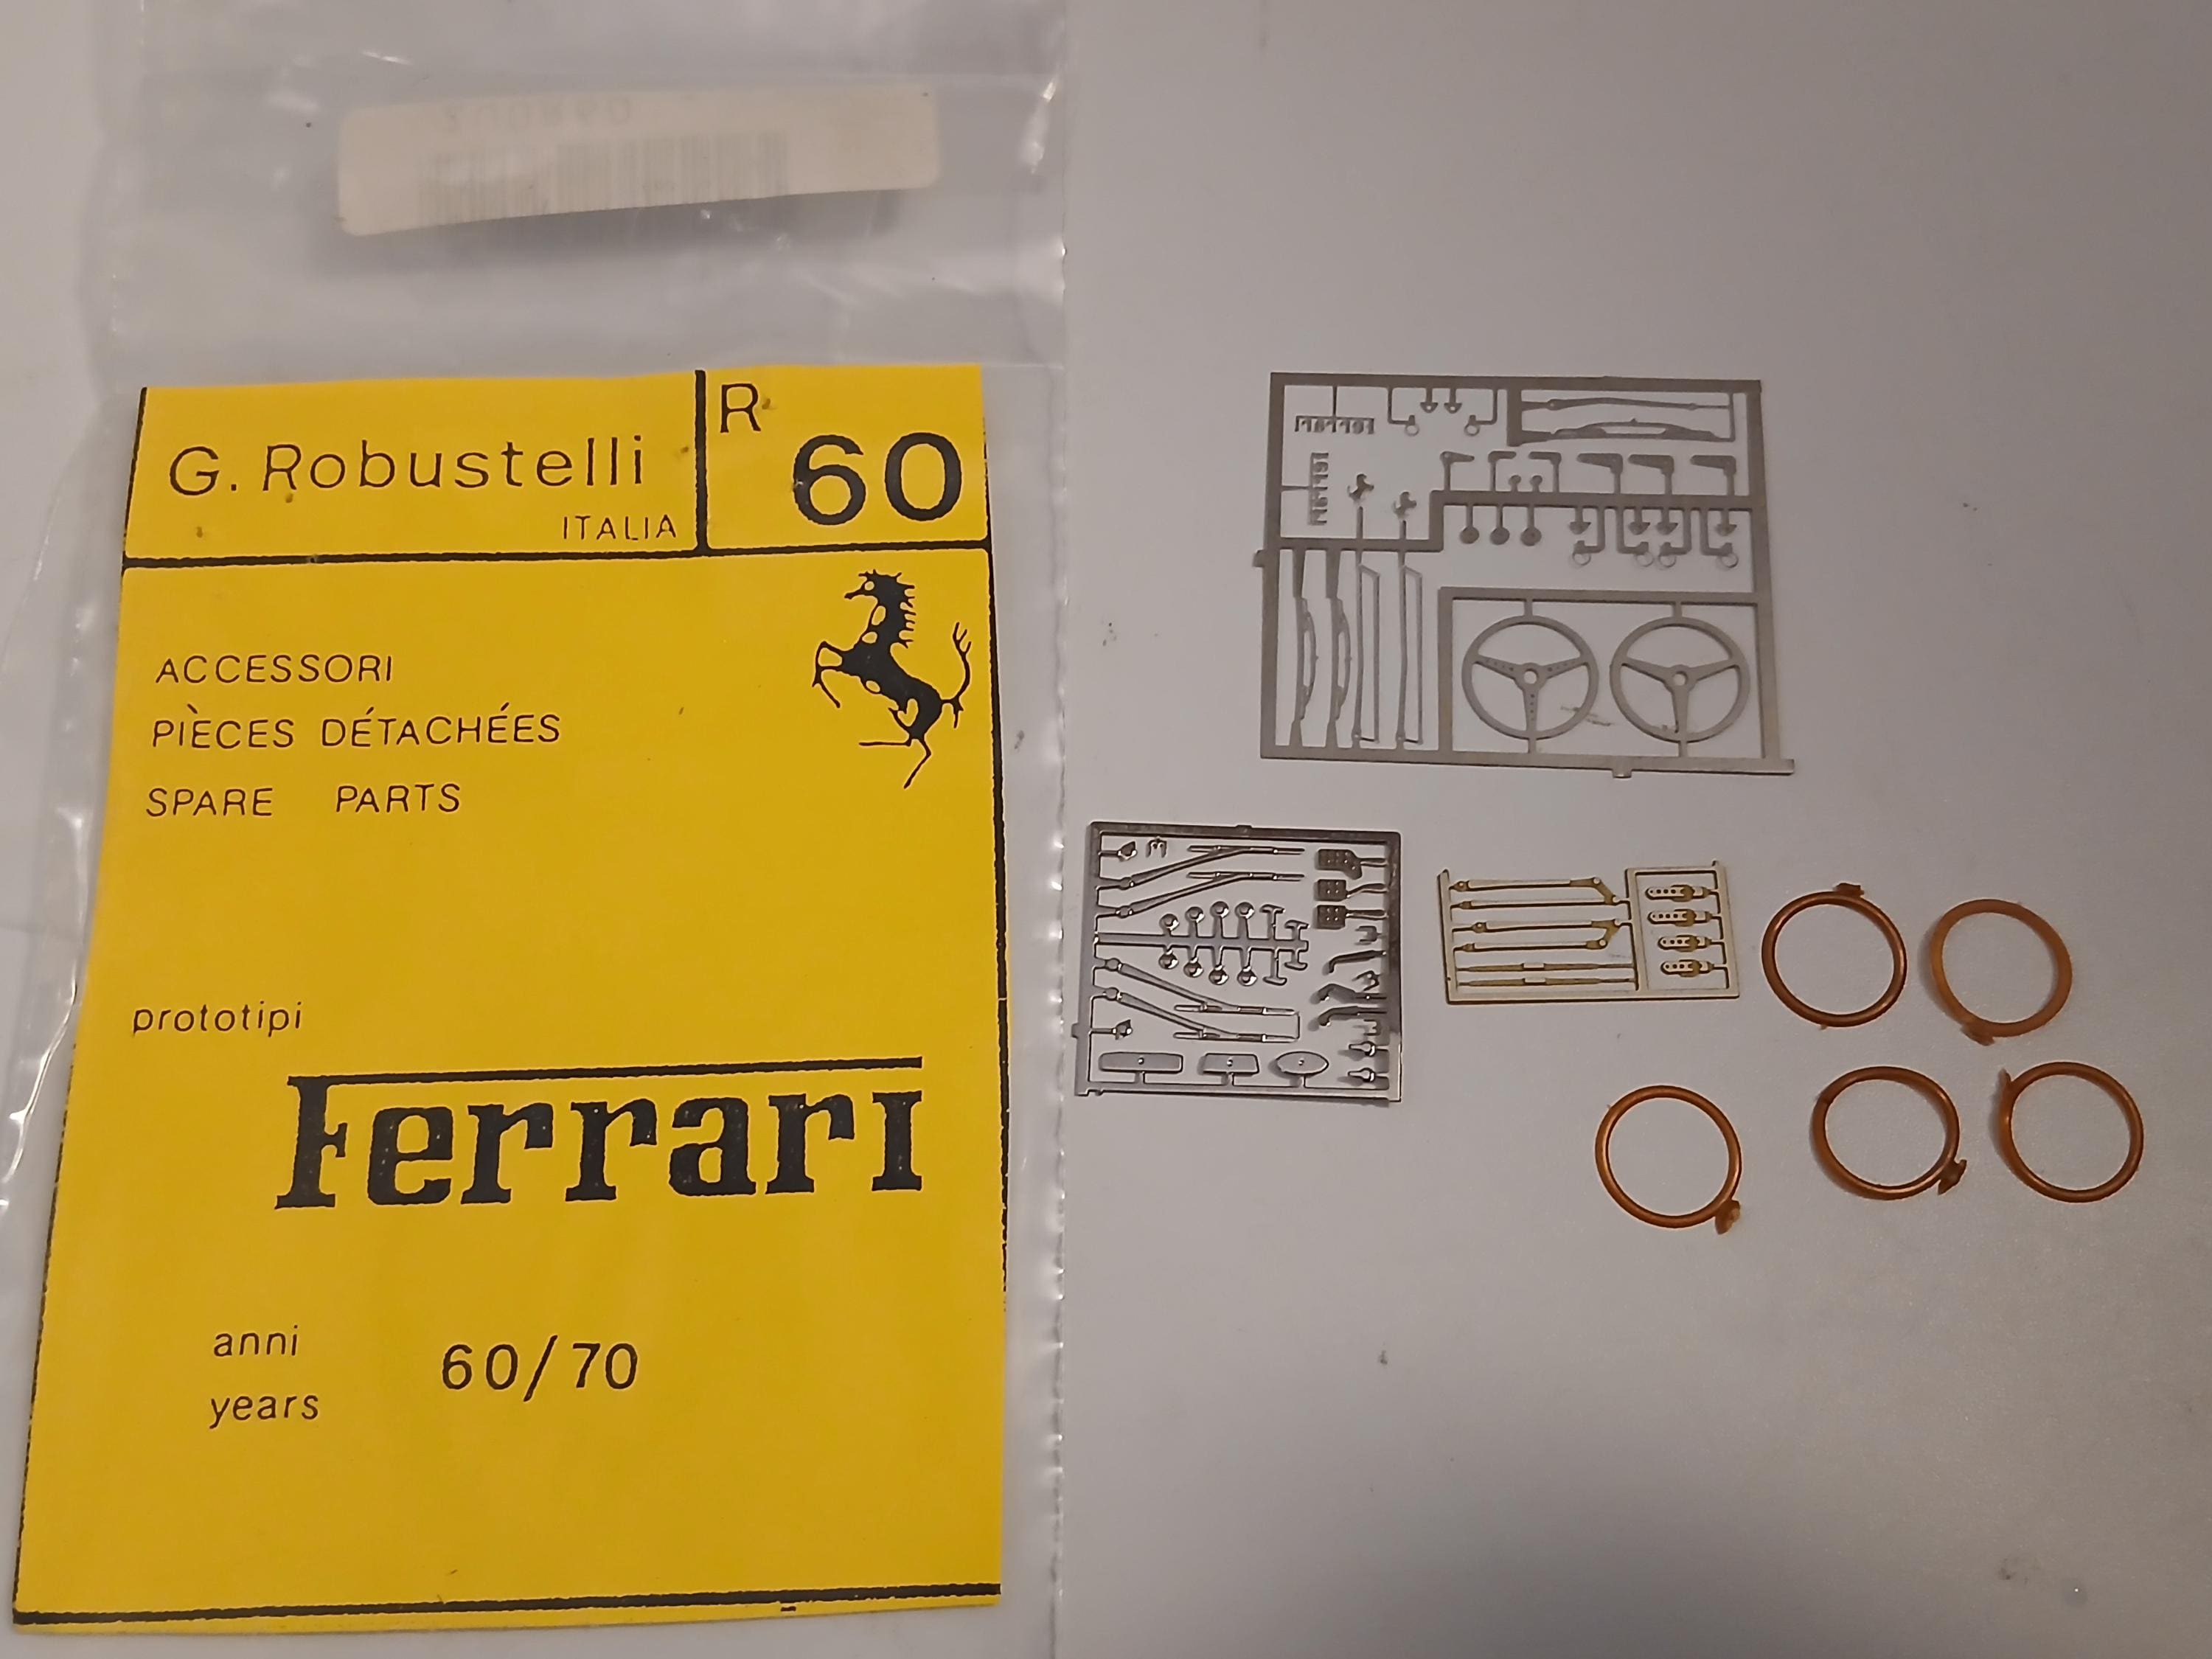 G. Robustelli
ITALIA
R
60
ACCESSORI
PIÈCES DÉTACHÉES
SPARE PARTS
prototipi
Ferrari
anni
years
60/70